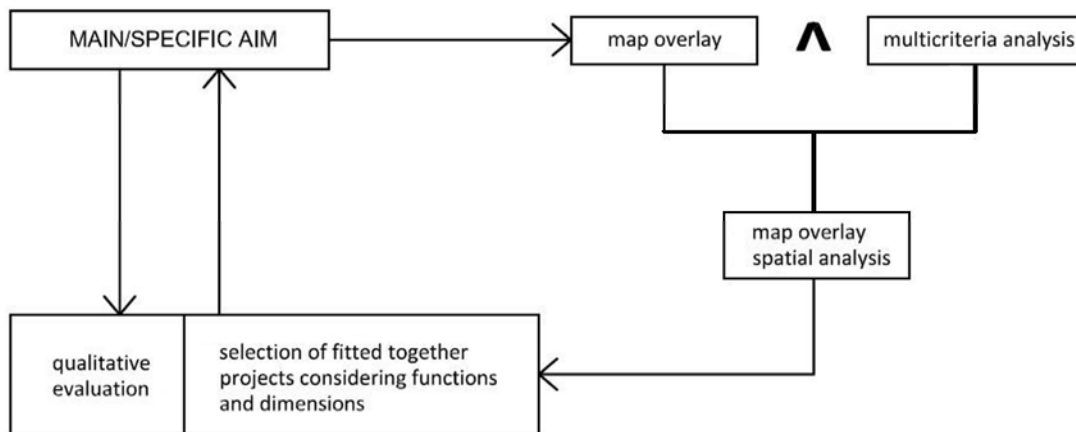 MAIN/SPECIFIC AIM
map overlay
∧
multicriteria analysis
map overlay
spatial analysis
qualitative
evaluation
selection of fitted together
projects considering functions
and dimensions